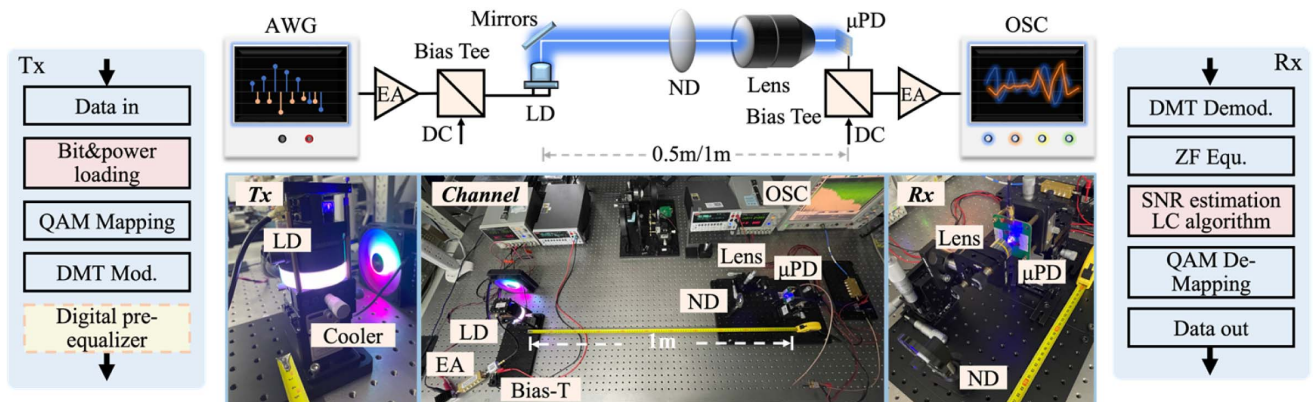 Tx
Data in
Bit&power
loading
QAM Mapping
DMT Mod.
Digital pre-
equalizer
AWG
EA
Bias Tee
DC
Mirrors
LD
ND
Lens
μPD
Bias Tee
DC
EA
OSC
0.5m/1m
Tx
LD
Cooler
Channel
OSC
Lens
μPD
ND
LD
1m
EA
Bias-T
Rx
Lens
μPD
ND
Rx
DMT Demod.
ZF Equ.
SNR estimation
LC algorithm
QAM De-
Mapping
Data out